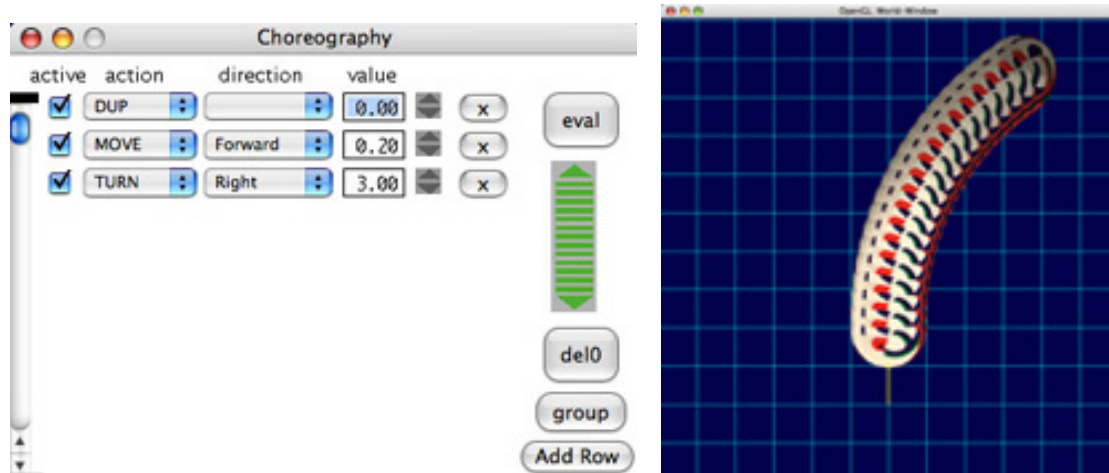 Choreography
active action direction value
DUP 0.00 x
eval
MOVE Forward 0.20 x
TURN Right 3.00 x
del0
group
Add Row
OpenGL World-Window